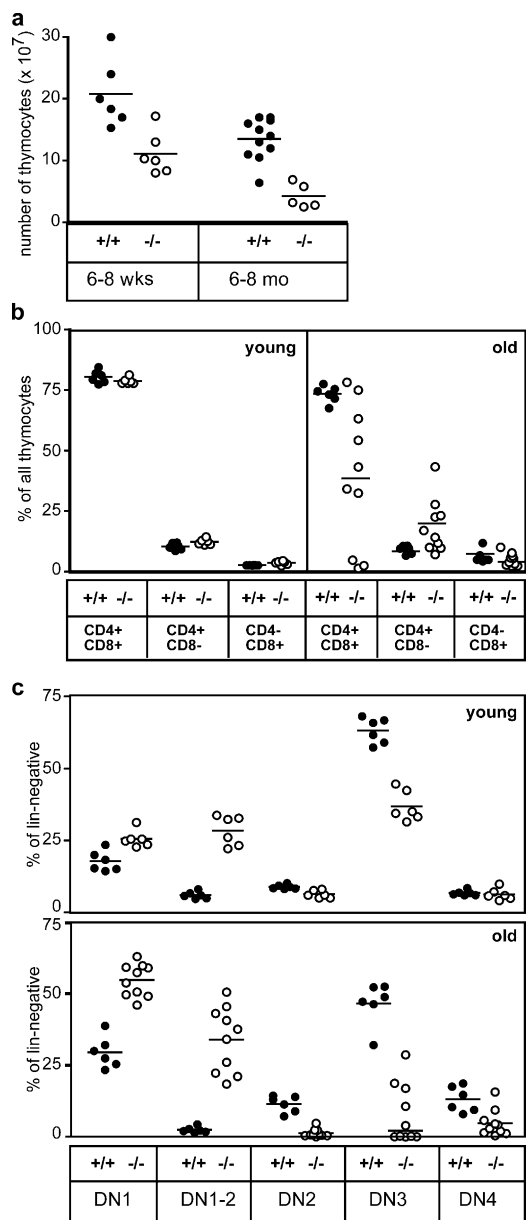 a
number of thymocytes (x 10⁷)
30
20
10
0
+/+ -/- +/+ -/-
6-8 wks 6-8 mo
b
% of all thymocytes
100
75
50
25
0
young old
+/+ -/- +/+ -/- +/+ -/- +/+ -/- +/+ -/- +/+ -/-
CD4+ CD4+ CD4- CD4+ CD4+ CD4-
CD8+ CD8- CD8+ CD8+ CD8- CD8+
c
% of lin-negative
75
50
25
0
young
% of lin-negative
75
50
25
0
old
+/+ -/- +/+ -/- +/+ -/- +/+ -/- +/+ -/-
DN1 DN1-2 DN2 DN3 DN4